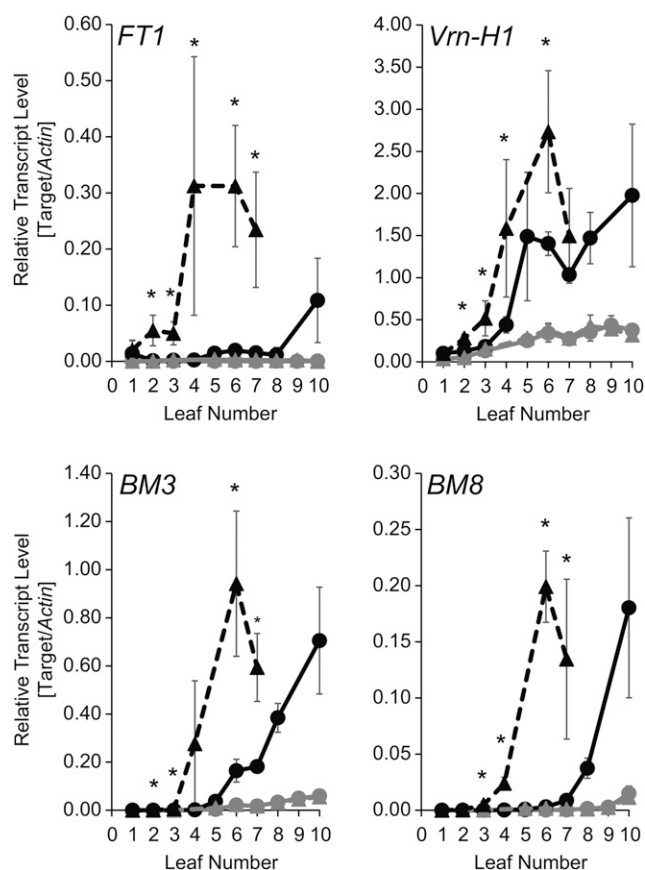 FT1
Relative Transcript Level
[Target/Actin]
0.60
0.50
0.40
0.30
0.20
0.10
0.00
* * * * *
0 1 2 3 4 5 6 7 8 9 10
Leaf Number
Vrn-H1
4.00
3.50
3.00
2.50
2.00
1.50
1.00
0.50
0.00
* * * *
0 1 2 3 4 5 6 7 8 9 10
Leaf Number
BM3
Relative Transcript Level
[Target/Actin]
1.40
1.20
1.00
0.80
0.60
0.40
0.20
0.00
* * * *
0 1 2 3 4 5 6 7 8 9 10
Leaf Number
BM8
0.30
0.25
0.20
0.15
0.10
0.05
0.00
* * * *
0 1 2 3 4 5 6 7 8 9 10
Leaf Number